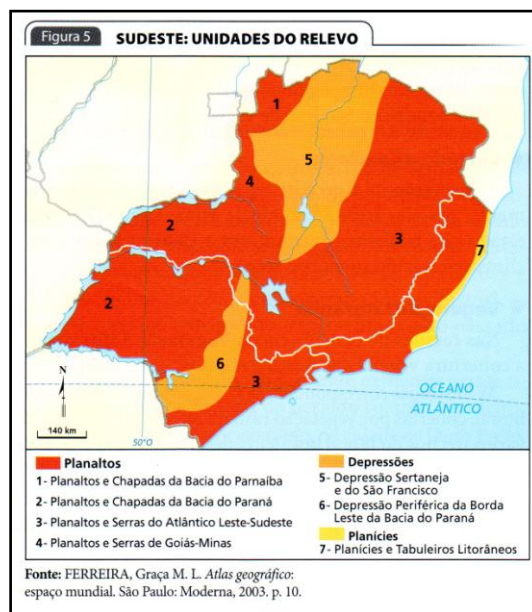 Figura 5
SUDESTE: UNIDADES DO RELEVO
1
5
4
2
3
7
2
6
3
N
140 km
50°O
OCEANO
ATLÂNTICO
Planaltos
1- Planaltos e Chapadas da Bacia do Parnaíba
2- Planaltos e Chapadas da Bacia do Paraná
3- Planaltos e Serras do Atlântico Leste-Sudeste
4- Planaltos e Serras de Goiás-Minas
Depressões
5- Depressão Sertaneja
e do São Francisco
6- Depressão Periférica da Borda
Leste da Bacia do Paraná
Planícies
7- Planícies e Tabuleiros Litorâneos
Fonte: FERREIRA, Graça M. L. Atlas geográfico:
espaço mundial. São Paulo: Moderna, 2003. p. 10.